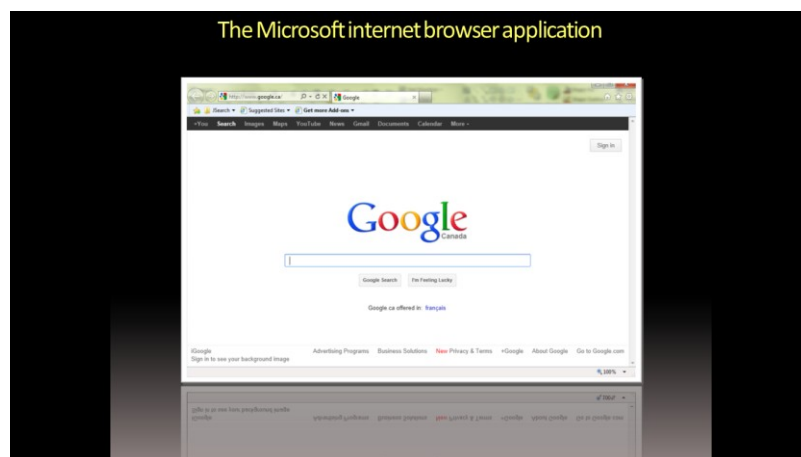 The Microsoft internet browser application
http://www.google.ca/ Google
iSearch Suggested Sites Get more Add-ons
+You Search Images Maps YouTube News Gmail Documents Calendar More
Sign in
Google
Canada
Google Search I'm Feeling Lucky
Google.ca offered in: français
iGoogle Advertising Programs Business Solutions New Privacy & Terms +Google About Google Go to Google.com
Sign in to see your background image
100%